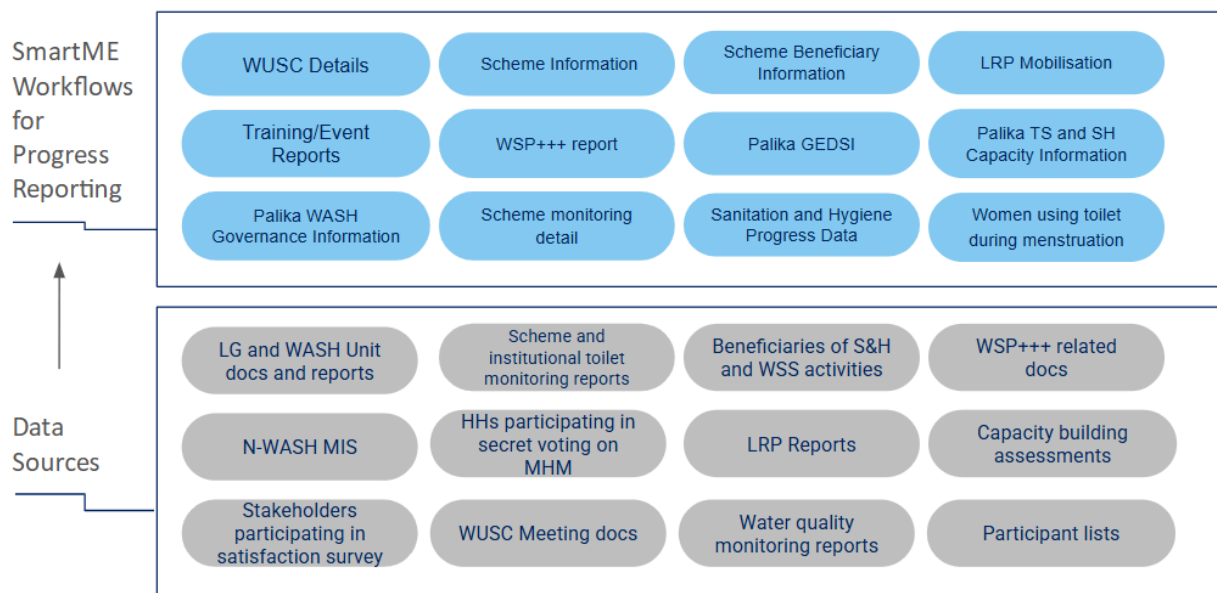 SmartME
Workflows
for
Progress
Reporting
WUSC Details
Scheme Information
Scheme Beneficiary
Information
LRP Mobilisation
Training/Event
Reports
WSP+++ report
Palika GEDSI
Palika TS and SH
Capacity Information
Palika WASH
Governance Information
Scheme monitoring
detail
Sanitation and Hygiene
Progress Data
Women using toilet
during menstruation
Data
Sources
LG and WASH Unit
docs and reports
Scheme and
institutional toilet
monitoring reports
Beneficiaries of S&H
and WSS activities
WSP+++ related
docs
N-WASH MIS
HHs participating in
secret voting on
MHM
LRP Reports
Capacity building
assessments
Stakeholders
participating in
satisfaction survey
WUSC Meeting docs
Water quality
monitoring reports
Participant lists